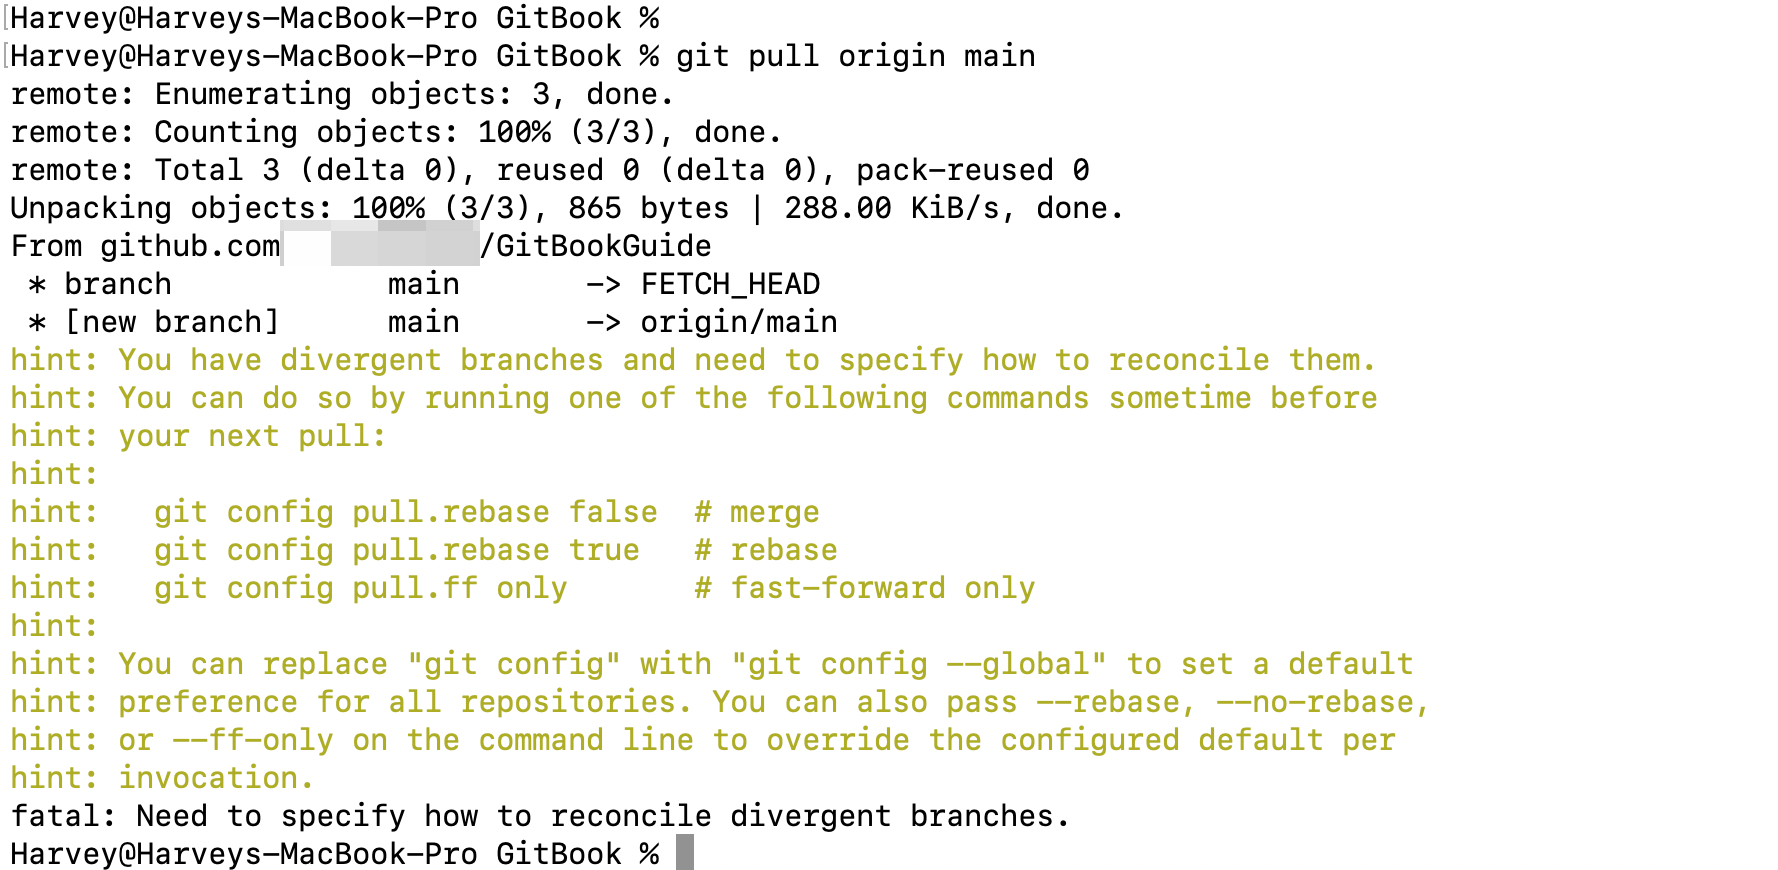 Harvey@Harveys-MacBook-Pro GitBook %
Harvey@Harveys-MacBook-Pro GitBook % git pull origin main
remote: Enumerating objects: 3, done.
remote: Counting objects: 100% (3/3), done.
remote: Total 3 (delta 0), reused 0 (delta 0), pack-reused 0
Unpacking objects: 100% (3/3), 865 bytes | 288.00 KiB/s, done.
From github.com /GitBookGuide
 * branch            main       -> FETCH_HEAD
 * [new branch]      main       -> origin/main
hint: You have divergent branches and need to specify how to reconcile them.
hint: You can do so by running one of the following commands sometime before
hint: your next pull:
hint:
hint:   git config pull.rebase false  # merge
hint:   git config pull.rebase true   # rebase
hint:   git config pull.ff only       # fast-forward only
hint:
hint: You can replace "git config" with "git config --global" to set a default
hint: preference for all repositories. You can also pass --rebase, --no-rebase,
hint: or --ff-only on the command line to override the configured default per
hint: invocation.
fatal: Need to specify how to reconcile divergent branches.
Harvey@Harveys-MacBook-Pro GitBook %